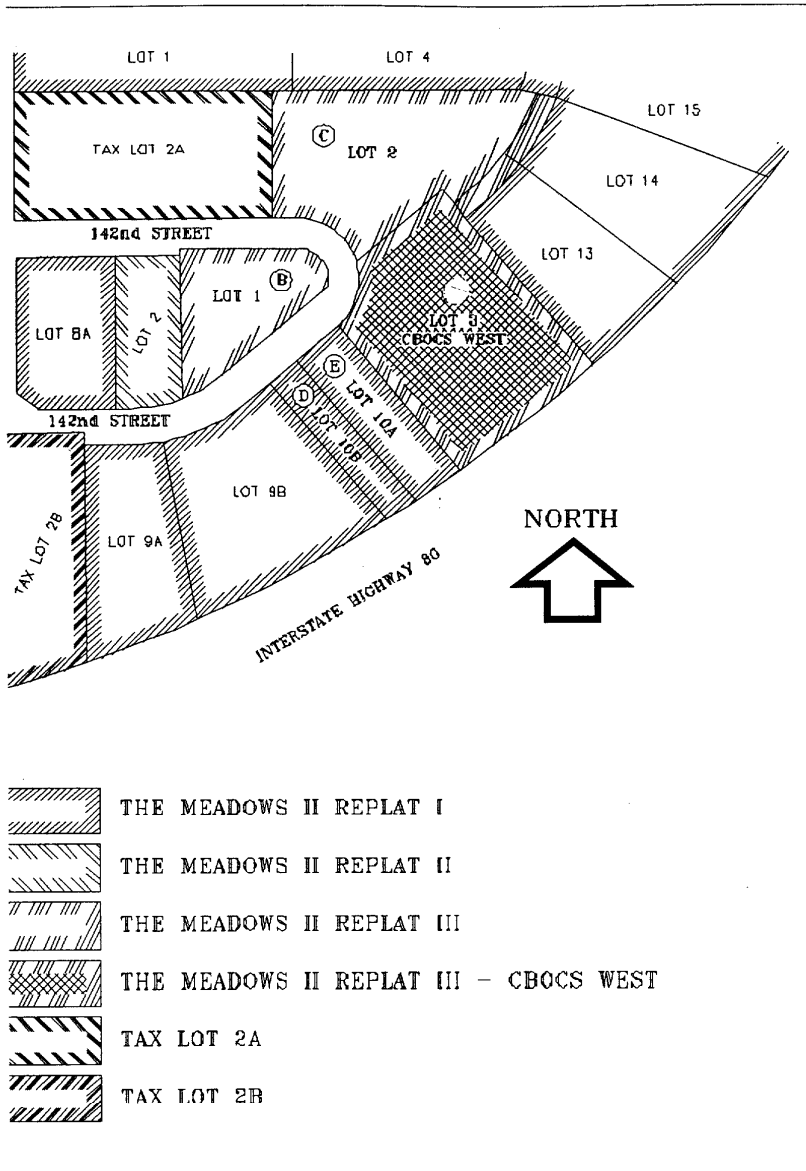 LOT 1
LOT 4
LOT 15
C
LOT 2
TAX LOT 2A
LOT 14
142nd STREET
LOT 13
B
LOT 1
LOT 8A
LOT 2
LOT 3
CBOCS WEST
E
LOT 10A
D
LOT 10B
142nd STREET
LOT 9B
TAX LOT 2B
LOT 9A
NORTH
INTERSTATE HIGHWAY 80
THE MEADOWS II REPLAT I
THE MEADOWS II REPLAT II
THE MEADOWS II REPLAT III
THE MEADOWS II REPLAT III - CBOCS WEST
TAX LOT 2A
TAX LOT 2B